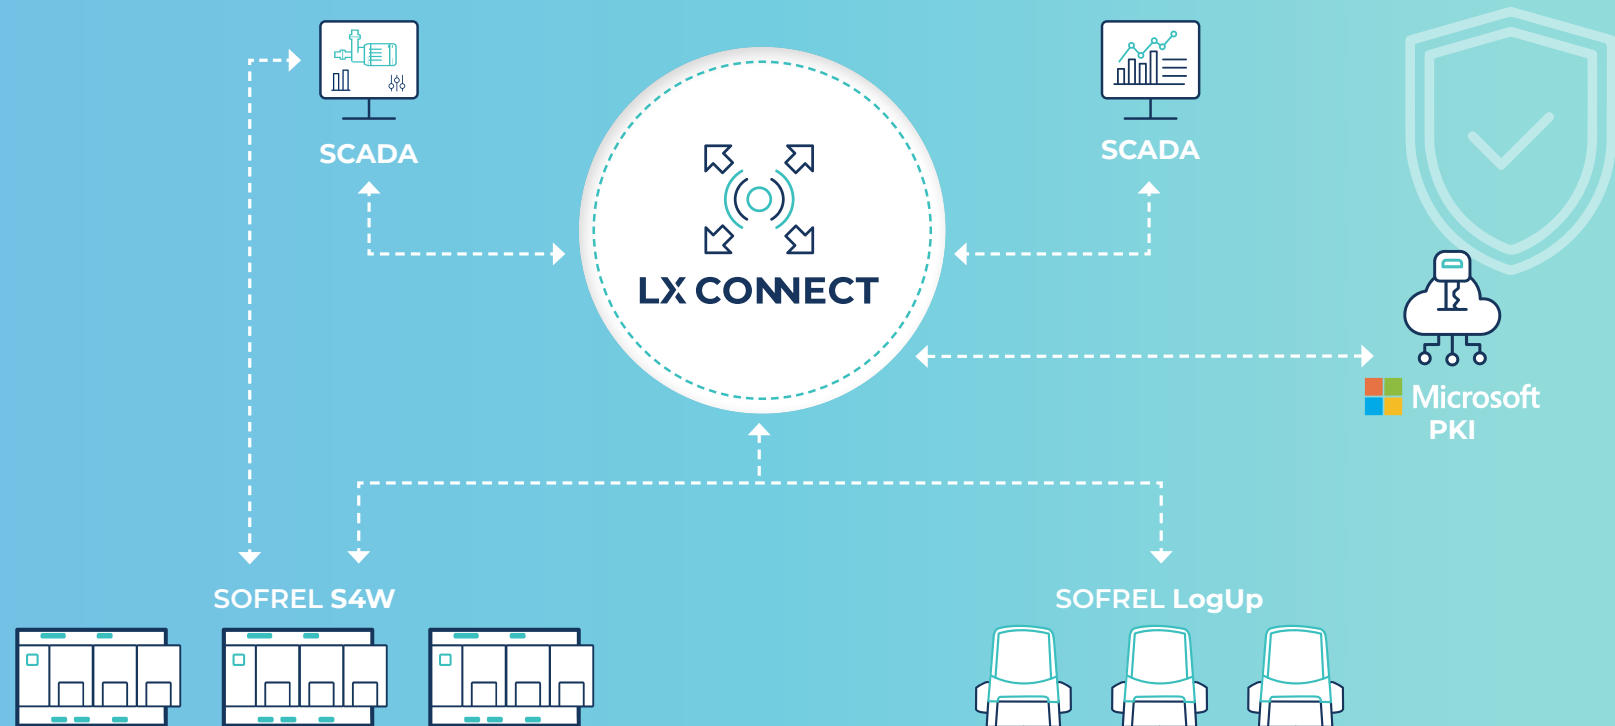 SCADA
SCADA
LX CONNECT
Microsoft
PKI
SOFREL S4W
SOFREL LogUp